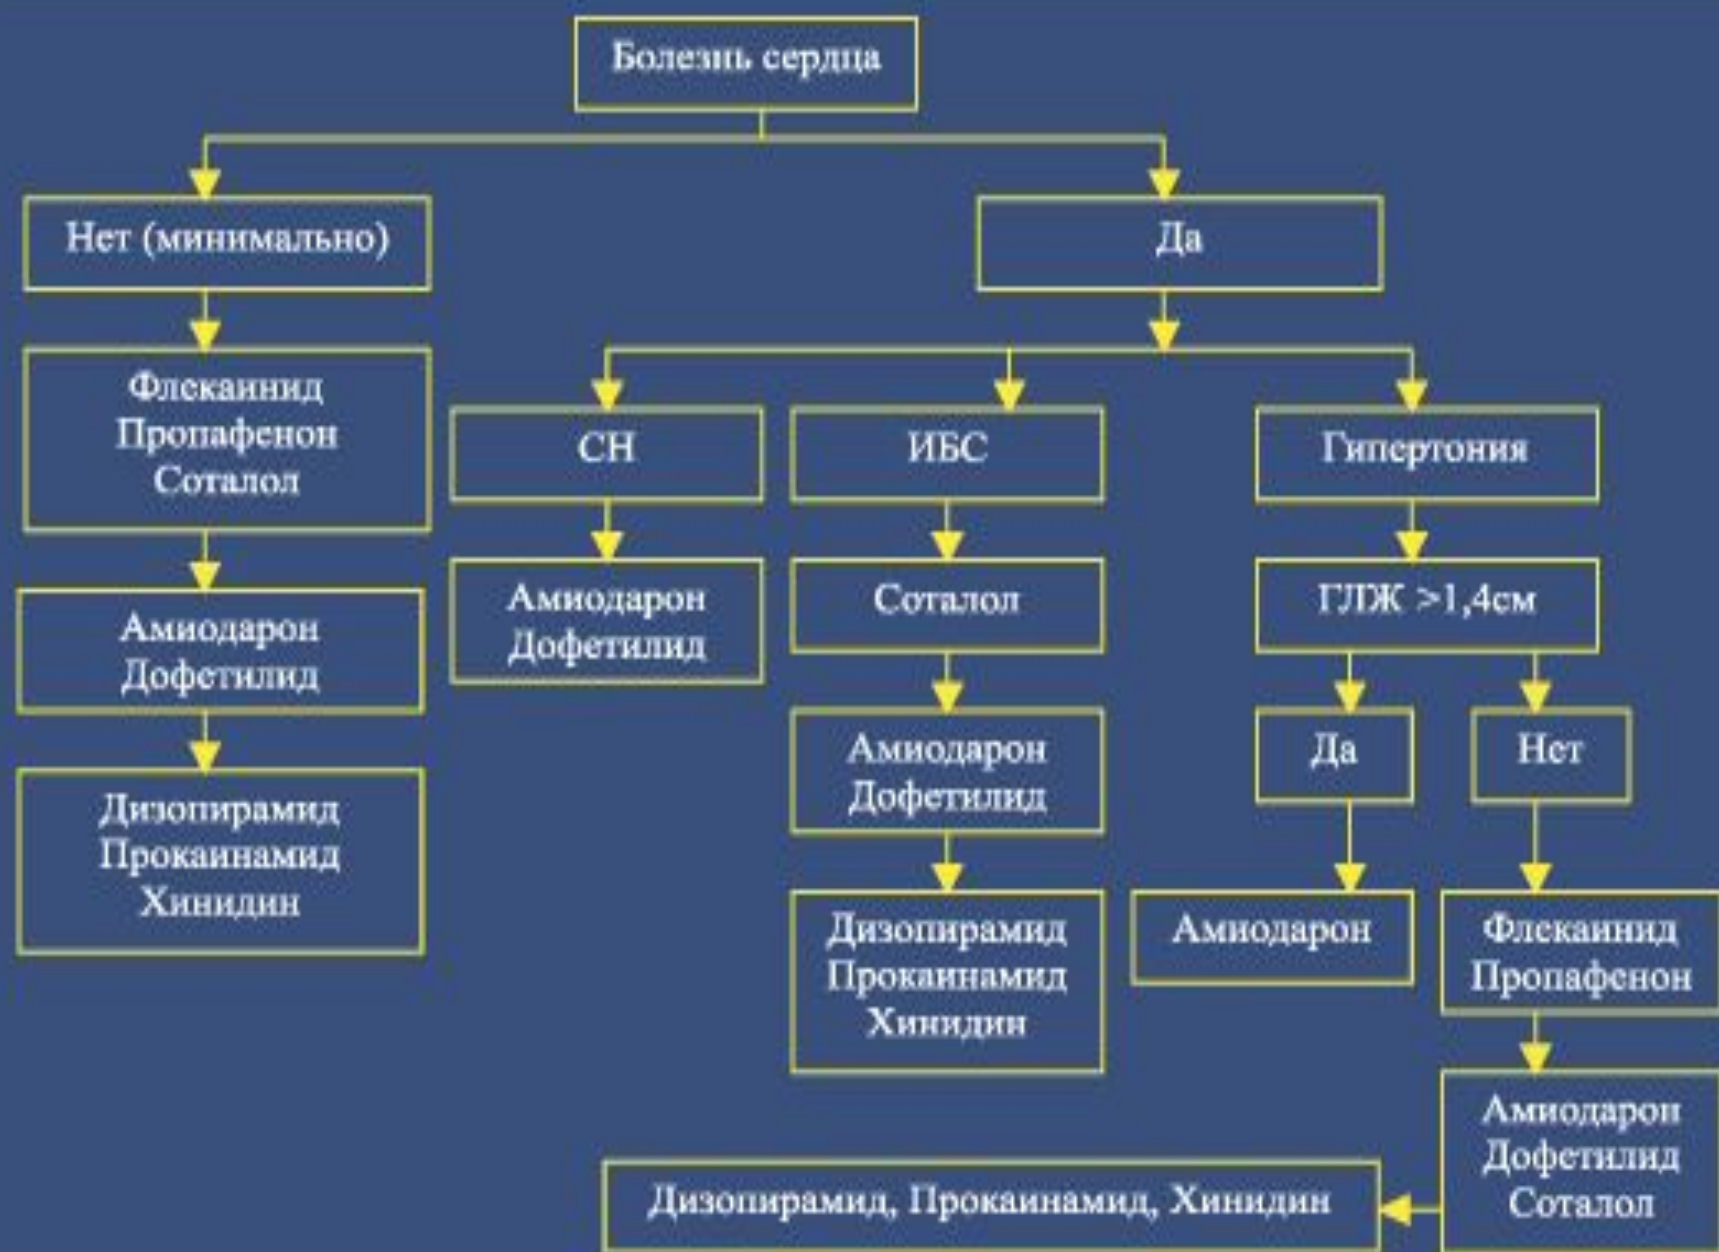 Болезнь сердца
Нет (минимально)
Да
Флекаинид
Пропафенон
Соталол
СН
ИБС
Гипертония
Амиодарон
Дофетилид
Амиодарон
Дофетилид
Соталол
ГЛЖ >1,4см
Дизопирамид
Прокаинамид
Хинидин
Амиодарон
Дофетилид
Да
Нет
Дизопирамид
Прокаинамид
Хинидин
Амиодарон
Флекаинид
Пропафенон
Амиодарон
Дофетилид
Соталол
Дизопирамид, Прокаинамид, Хинидин